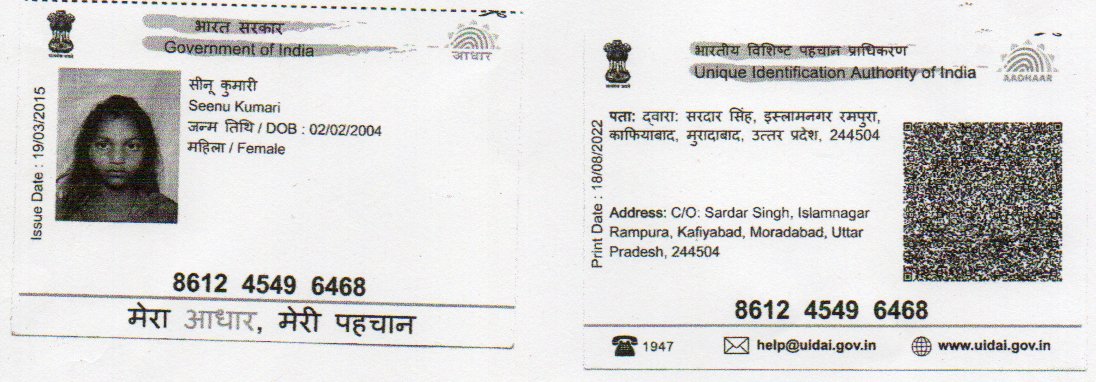 भारत सरकार
Government of India
आधार
Issue Date : 19/03/2015
सीनू कुमारी
Seenu Kumari
जन्म तिथि / DOB : 02/02/2004
महिला / Female
8612 4549 6468
मेरा आधार, मेरी पहचान
भारतीय विशिष्ट पहचान प्राधिकरण
Unique Identification Authority of India
AADHAAR
Print Date : 18/08/2022
पता: द्वारा: सरदार सिंह, इस्लामनगर रमपुरा,
काफियाबाद, मुरादाबाद, उत्तर प्रदेश, 244504
Address: C/O: Sardar Singh, Islamnagar
Rampura, Kafiyabad, Moradabad, Uttar
Pradesh, 244504
8612 4549 6468
1947
help@uidai.gov.in
www.uidai.gov.in